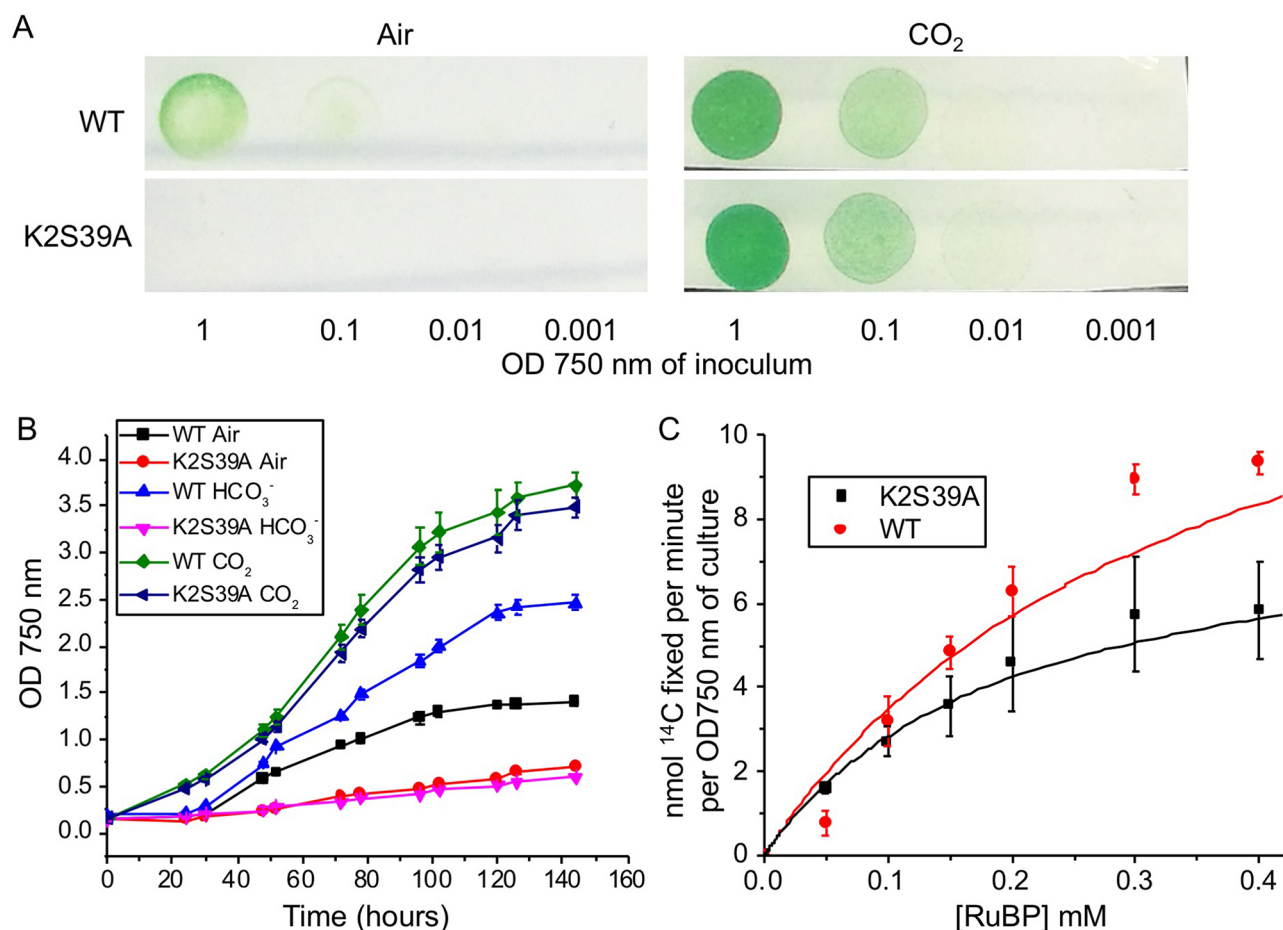 A
Air
CO₂
WT
K2S39A
1 0.1 0.01 0.001 1 0.1 0.01 0.001
OD 750 nm of inoculum
B
WT Air
K2S39A Air
WT HCO₃⁻
K2S39A HCO₃⁻
WT CO₂
K2S39A CO₂
OD 750 nm
4.0
3.5
3.0
2.5
2.0
1.5
1.0
0.5
0.0
0 20 40 60 80 100 120 140 160
Time (hours)
C
K2S39A
WT
nmol ¹⁴C fixed per minute
per OD750 nm of culture
10
8
6
4
2
0
0.0 0.1 0.2 0.3 0.4
[RuBP] mM